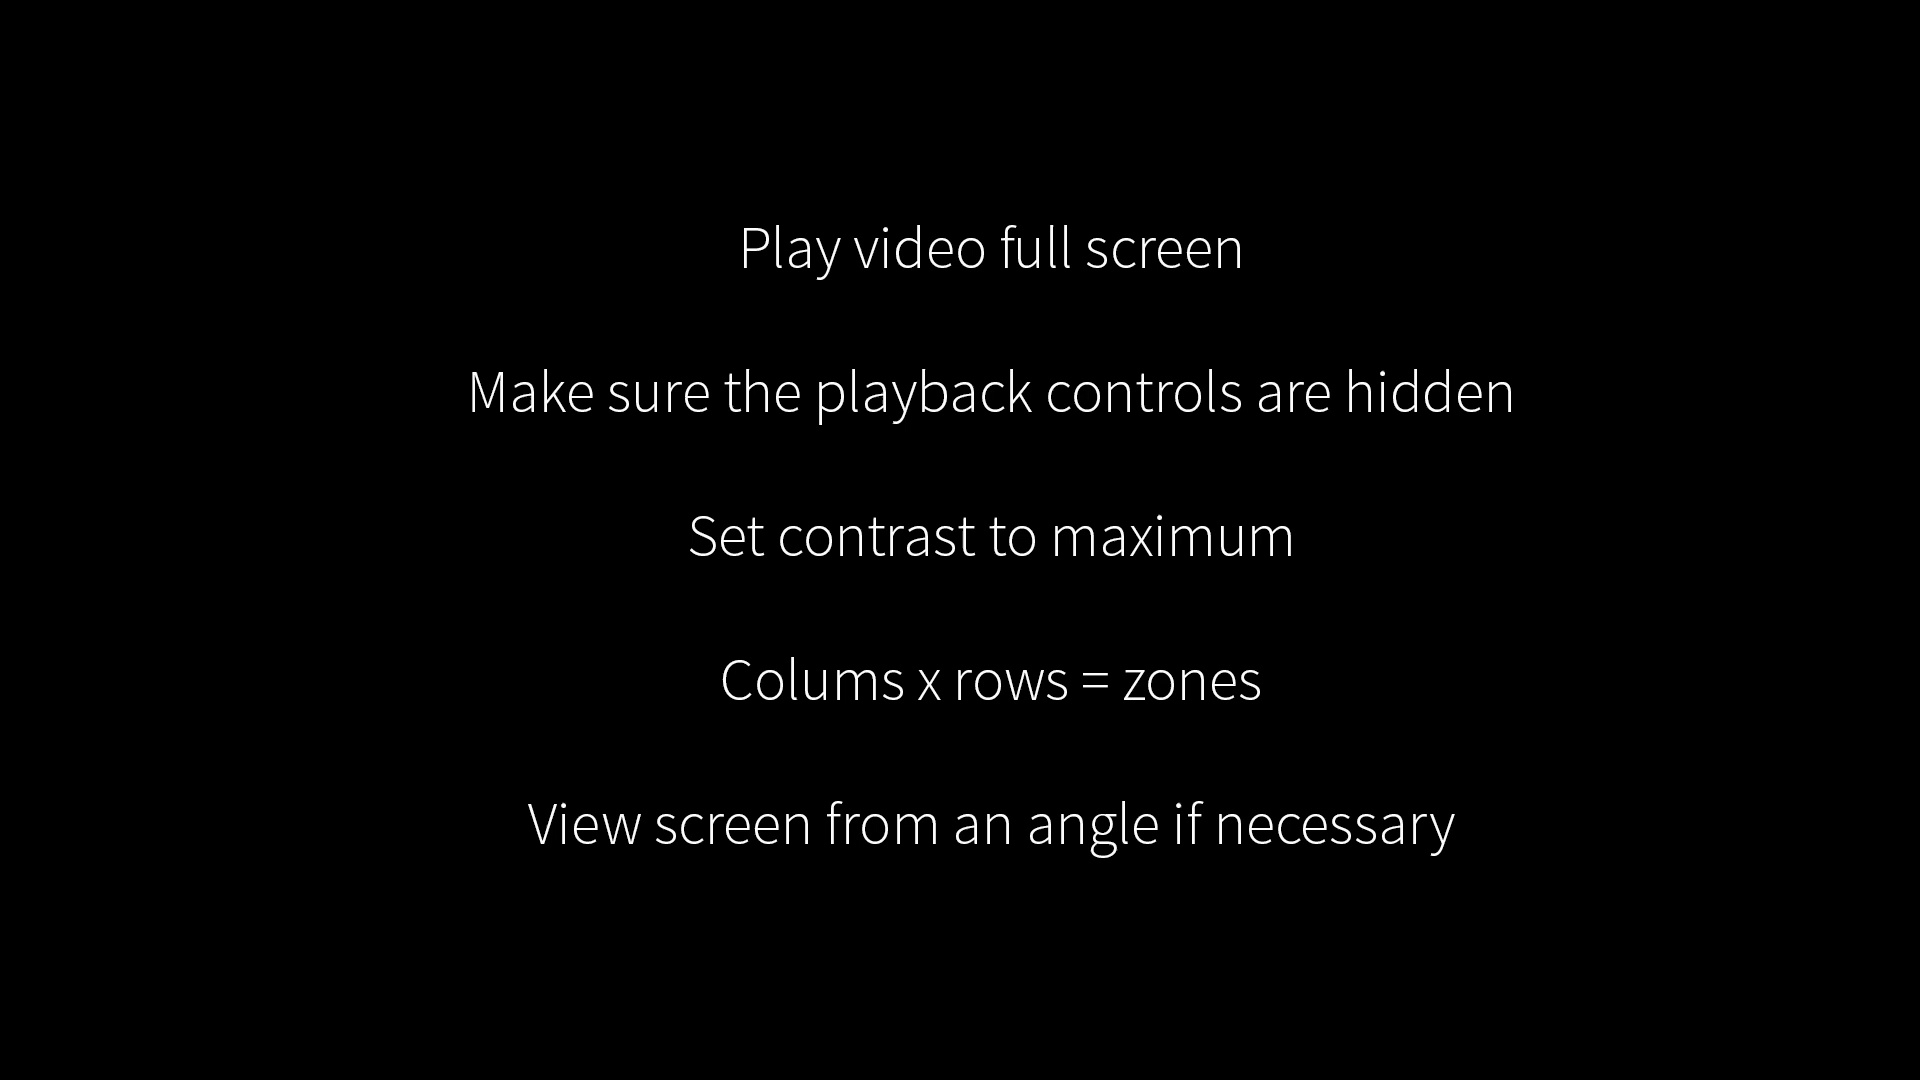 Play video full screen
Make sure the playback controls are hidden
Set contrast to maximum
Colums x rows = zones
View screen from an angle if necessary